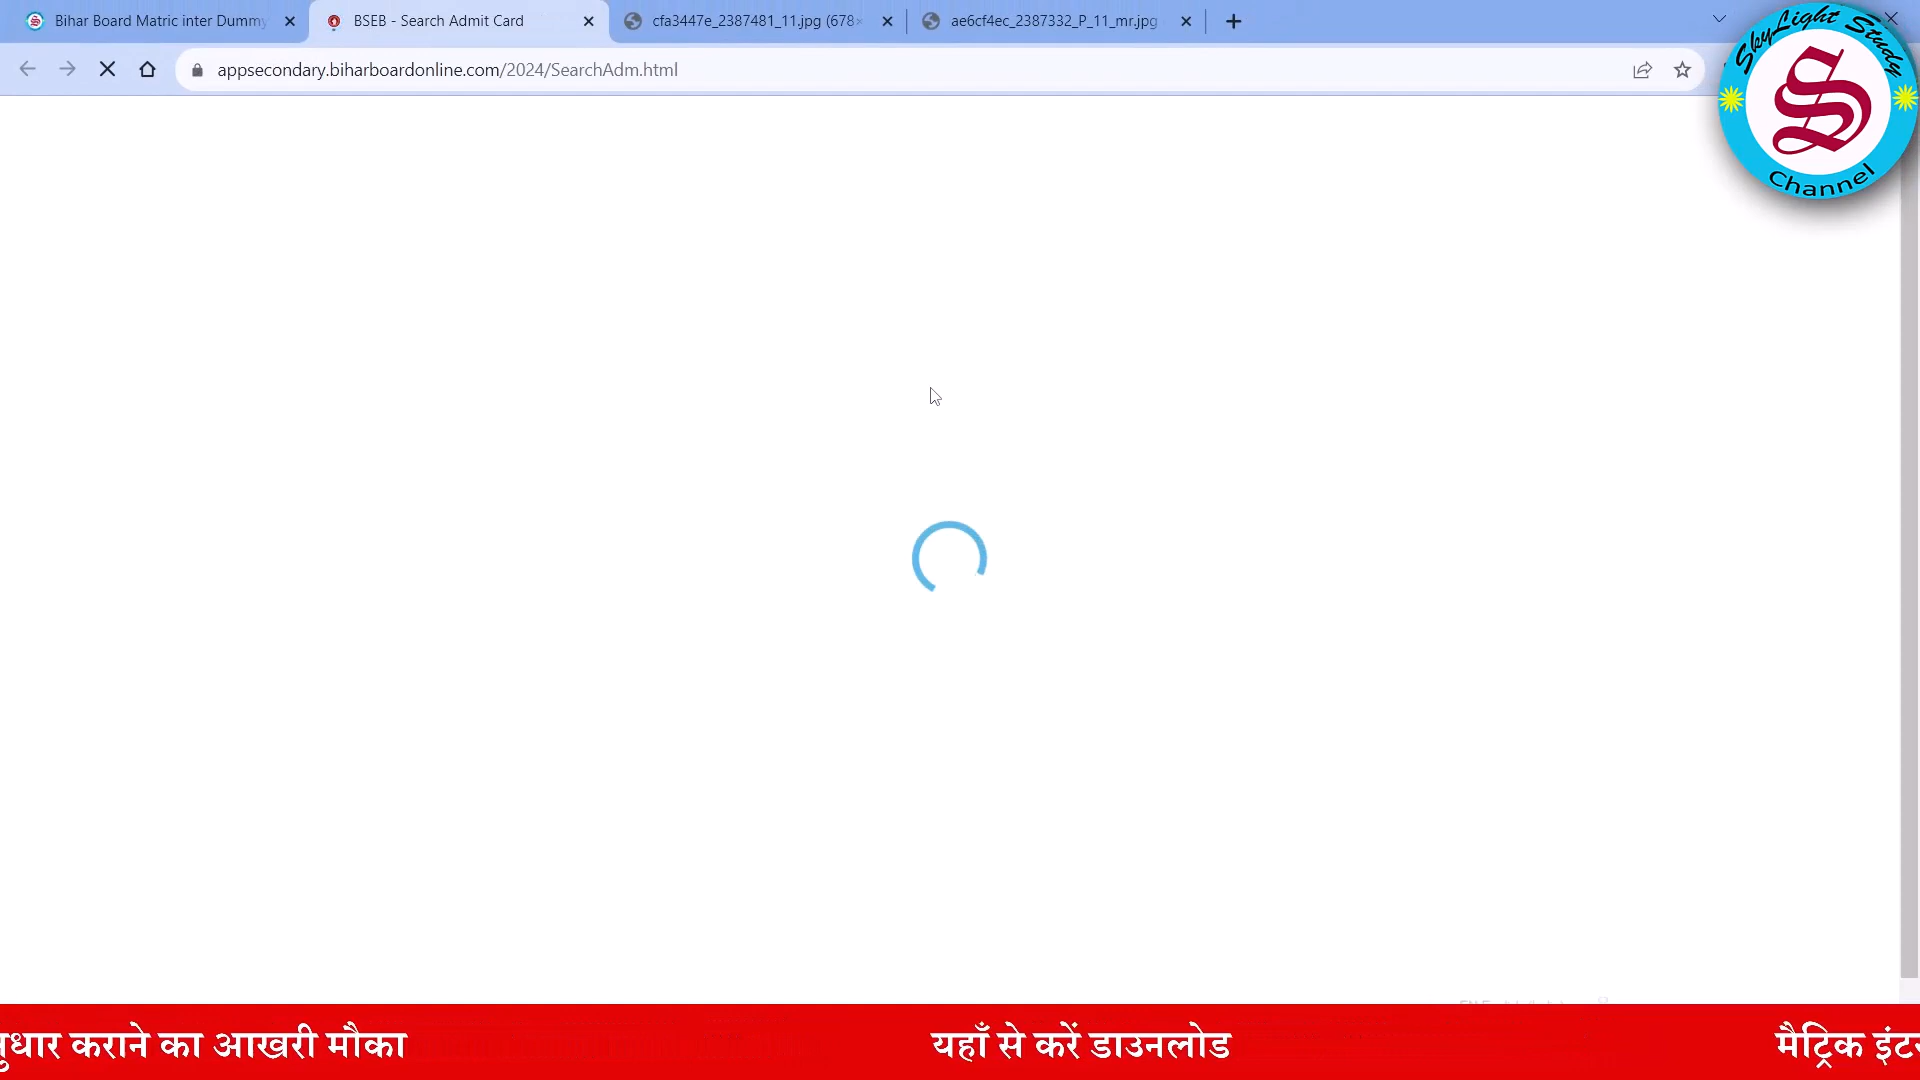 Bihar Board Matric inter Dummy
BSEB - Search Admit Card
cfa3447e_2387481_11.jpg (678×
ae6cf4ec_2387332_P_11_mr.jpg
appsecondary.biharboardonline.com/2024/SearchAdm.html
SkyLight Study
S
Channel
कराने का आखरी मौका
यहाँ से करें डाउनलोड
मैट्रिक